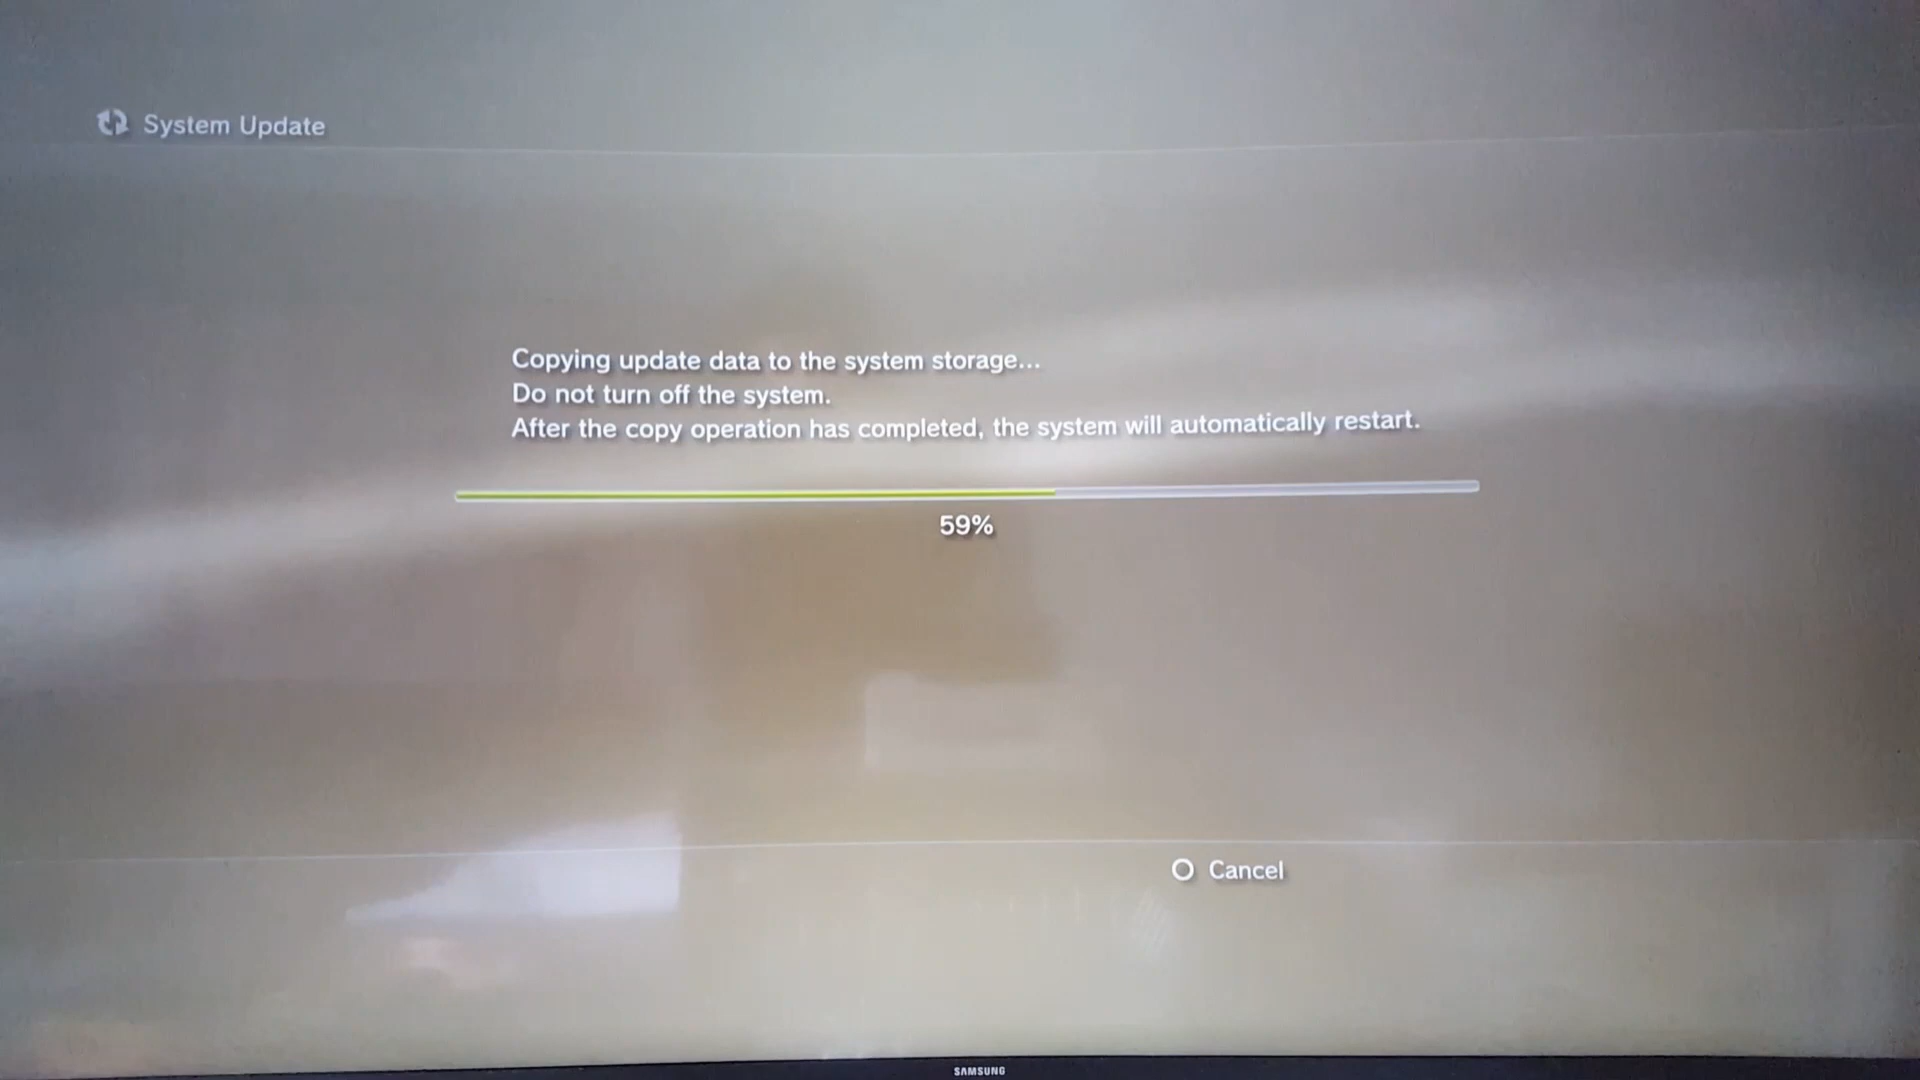 System Update
Copying update data to the system storage...
Do not turn off the system.
After the copy operation has completed, the system will automatically restart.
59%
Cancel
SAMSUNG